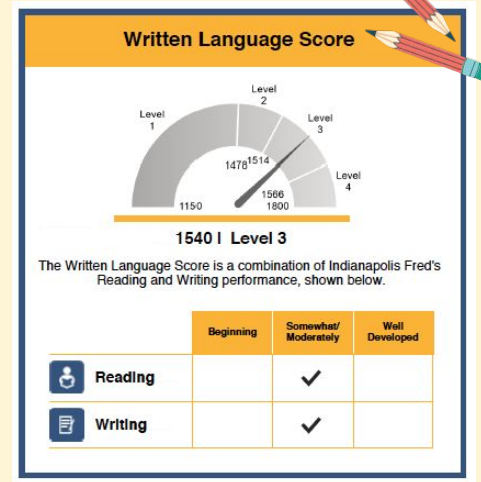 Written Language Score
Level
1
Level
2
Level
3
Level
4
1150
1478
1514
1566
1800
1540 I Level 3
The Written Language Score is a combination of Indianapolis Fred's
Reading and Writing performance, shown below.
Beginning
Somewhat/
Moderately
Well
Developed
Reading
Writing